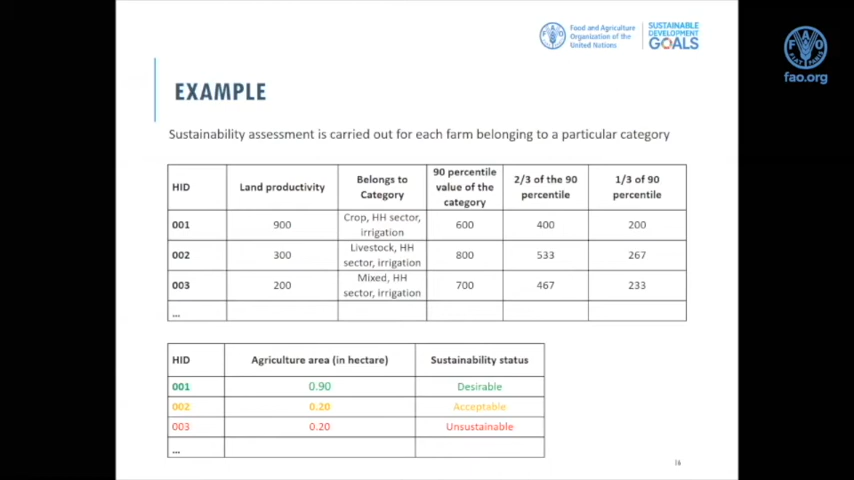 Food and Agriculture
Organization of the
United Nations
SUSTAINABLE
DEVELOPMENT
GOALS
FAO
FIAT PANIS
fao.org
EXAMPLE
Sustainability assessment is carried out for each farm belonging to a particular category
HID Land productivity Belongs to Category 90 percentile value of the category 2/3 of the 90 percentile 1/3 of 90 percentile
001 900 Crop, HH sector, irrigation 600 400 200
002 300 Livestock, HH sector, irrigation 800 533 267
003 200 Mixed, HH sector, irrigation 700 467 233
...
HID Agriculture area (in hectare) Sustainability status
001 0.90 Desirable
002 0.20 Acceptable
003 0.20 Unsustainable
...
16